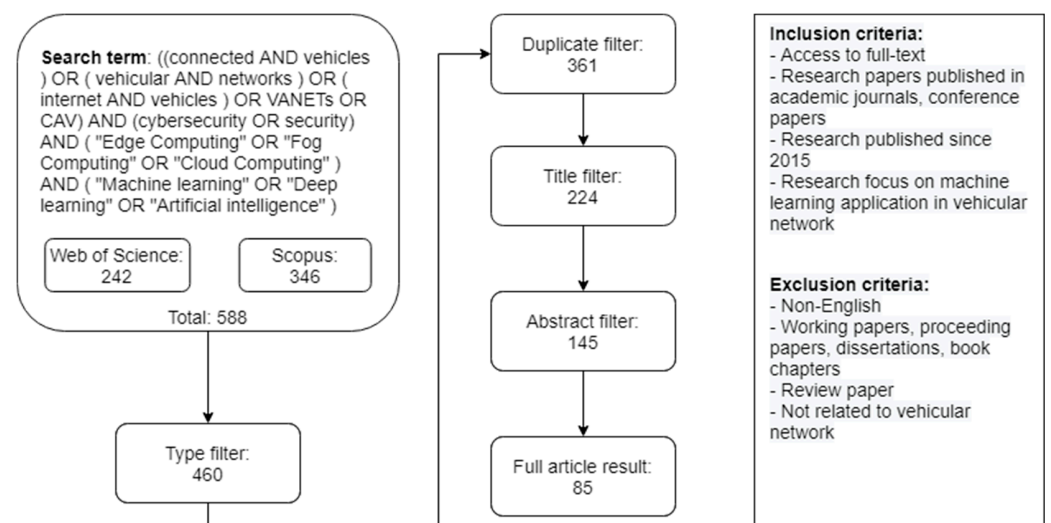 Search term: ((connected AND vehicles
) OR ( vehicular AND networks ) OR (
internet AND vehicles ) OR VANETs OR
CAV) AND (cybersecurity OR security)
AND ( "Edge Computing" OR "Fog
Computing" OR "Cloud Computing" )
AND ( "Machine learning" OR "Deep
learning" OR "Artificial intelligence" )
Web of Science:
242
Scopus:
346
Total: 588
Type filter:
460
Duplicate filter:
361
Title filter:
224
Abstract filter:
145
Full article result:
85
Inclusion criteria:
- Access to full-text
- Research papers published in
academic journals, conference
papers
- Research published since
2015
- Research focus on machine
learning application in vehicular
network
Exclusion criteria:
- Non-English
- Working papers, proceeding
papers, dissertations, book
chapters
- Review paper
- Not related to vehicular
network